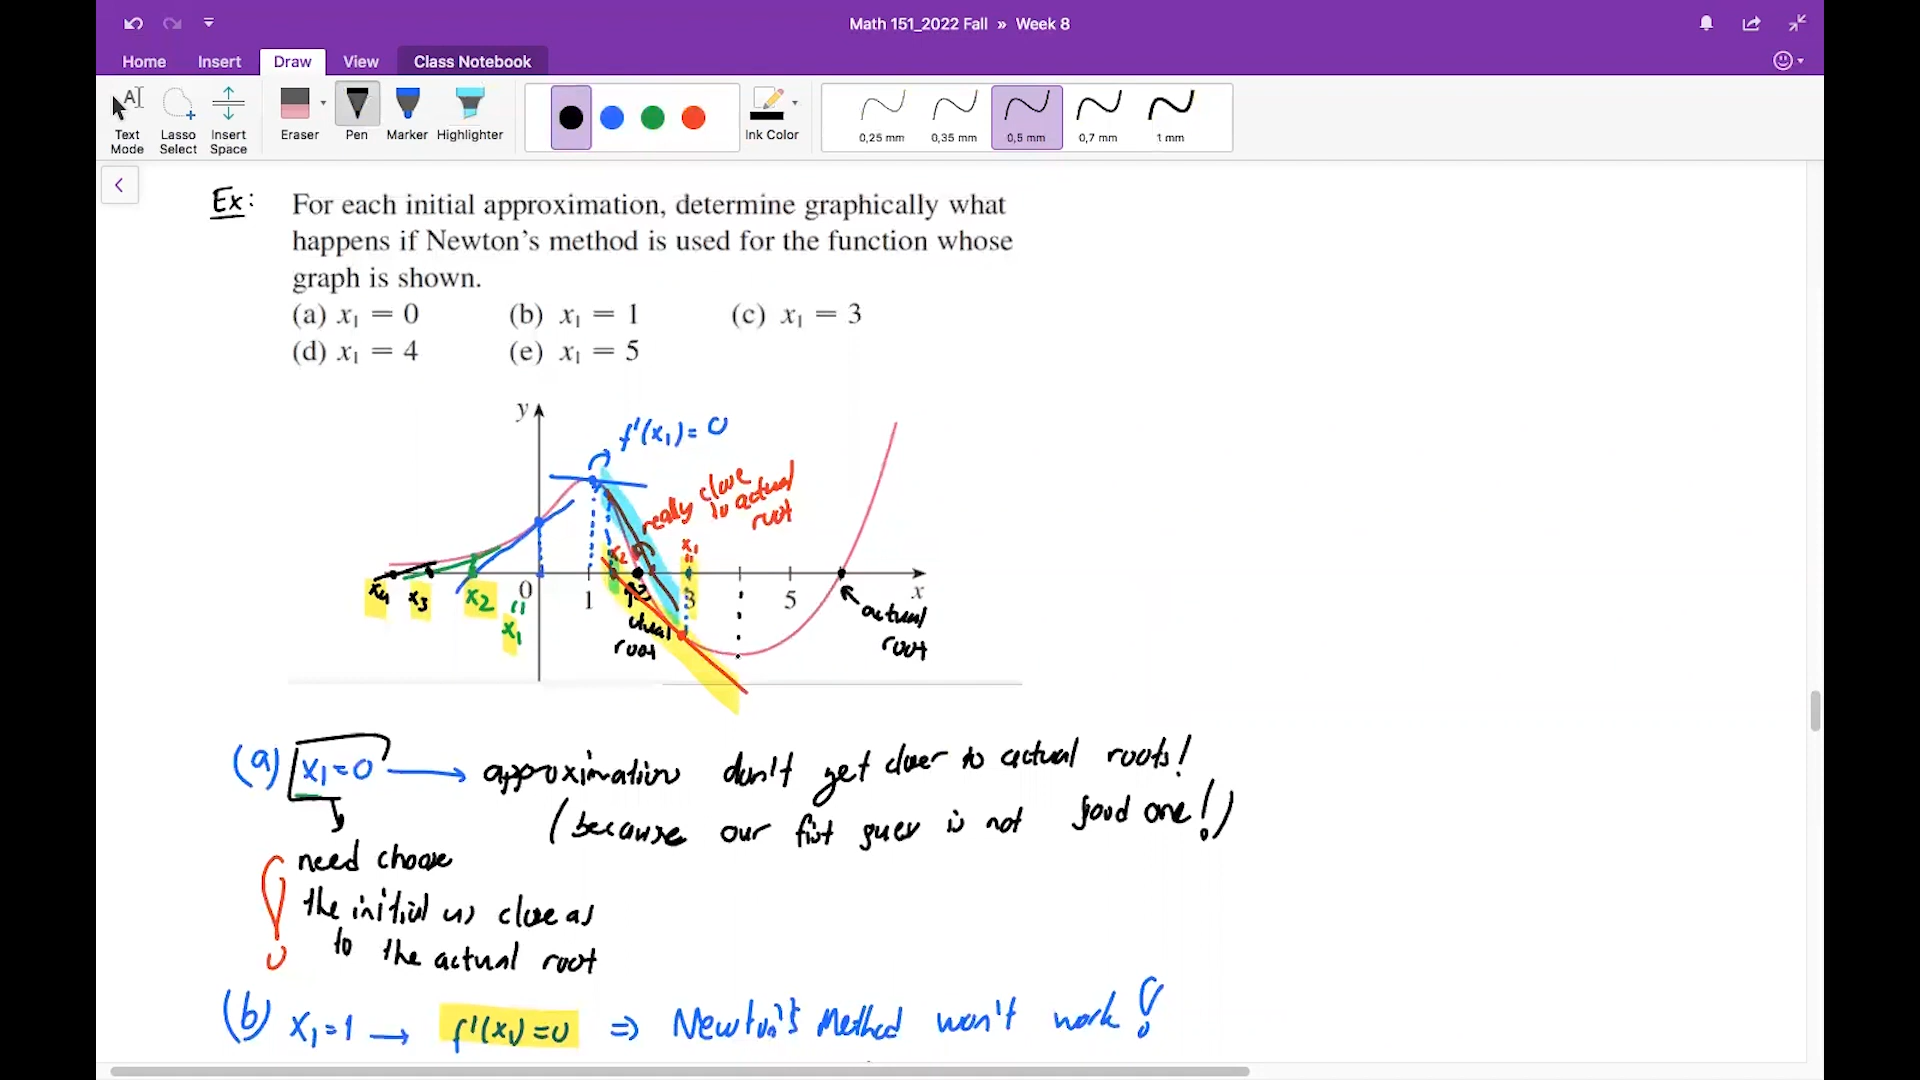 Math 151_2022 Fall » Week 8
Home Insert Draw View Class Notebook
Text Mode
Lasso Select
Insert Space
Eraser
Pen
Marker
Highlighter
Ink Color
0,25 mm
0,35 mm
0,5 mm
0,7 mm
1 mm
Ex:
For each initial approximation, determine graphically what
happens if Newton's method is used for the function whose
graph is shown.
(a) x₁ = 0 (b) x₁ = 1 (c) x₁ = 3
(d) x₁ = 4 (e) x₁ = 5
y
f'(x₁) = 0
really close
to actual
root
x₂ x₁
0 1 3 5 x
x₄ x₃ x₂
x₁
root
actual
root
(a) x₁=0 → approximation don't get closer to actual roots!
(because our first guess is not good one!)
need choose
the initial as close as
to the actual root
(b) x₁=1 → f'(x₁)=0 ⇒ Newton's Method won't work!